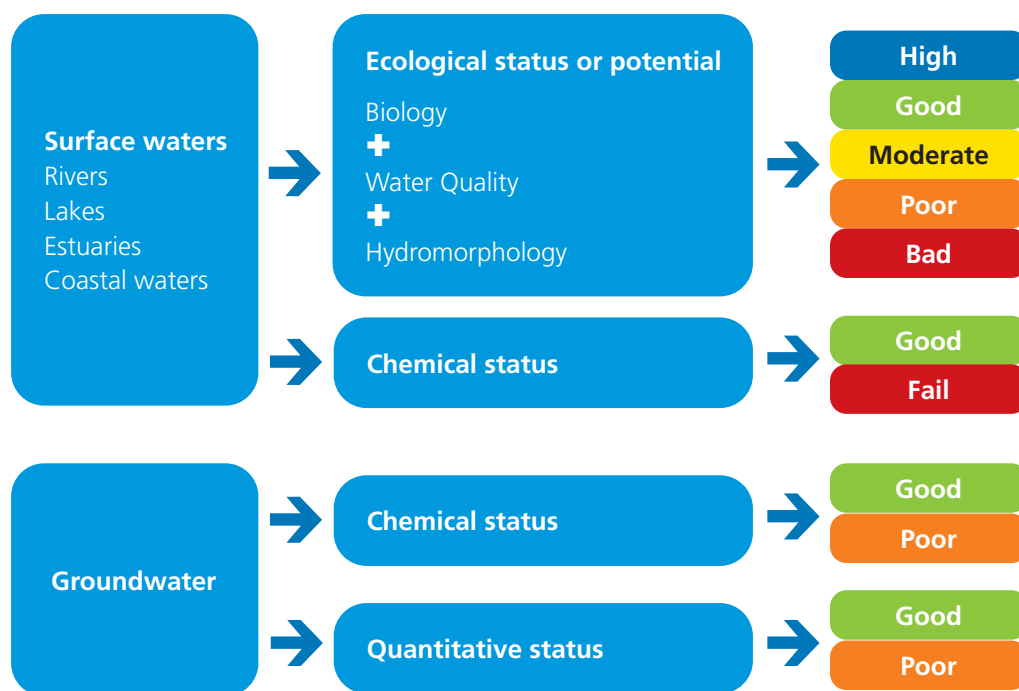 Surface waters
Rivers
Lakes
Estuaries
Coastal waters
Ecological status or potential
Biology
+
Water Quality
+
Hydromorphology
High
Good
Moderate
Poor
Bad
Chemical status
Good
Fail
Groundwater
Chemical status
Good
Poor
Quantitative status
Good
Poor